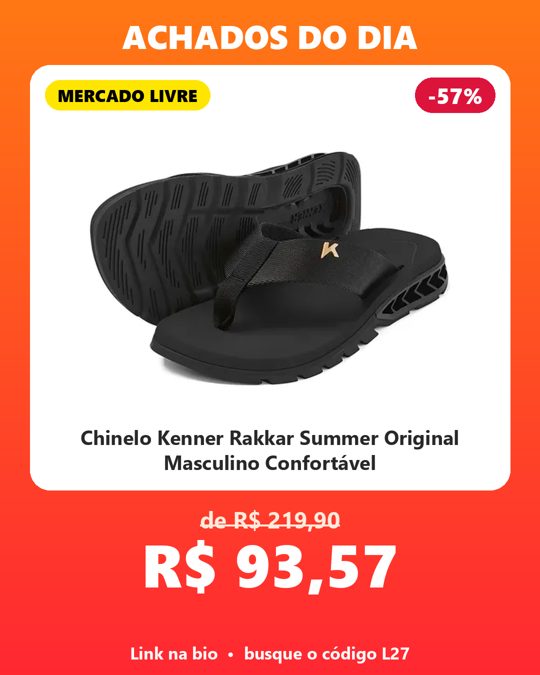 ACHADOS DO DIA
MERCADO LIVRE
-57%
KENNER
K
Chinelo Kenner Rakkar Summer Original
Masculino Confortável
de R$ 219,90
R$ 93,57
Link na bio • busque o código L27